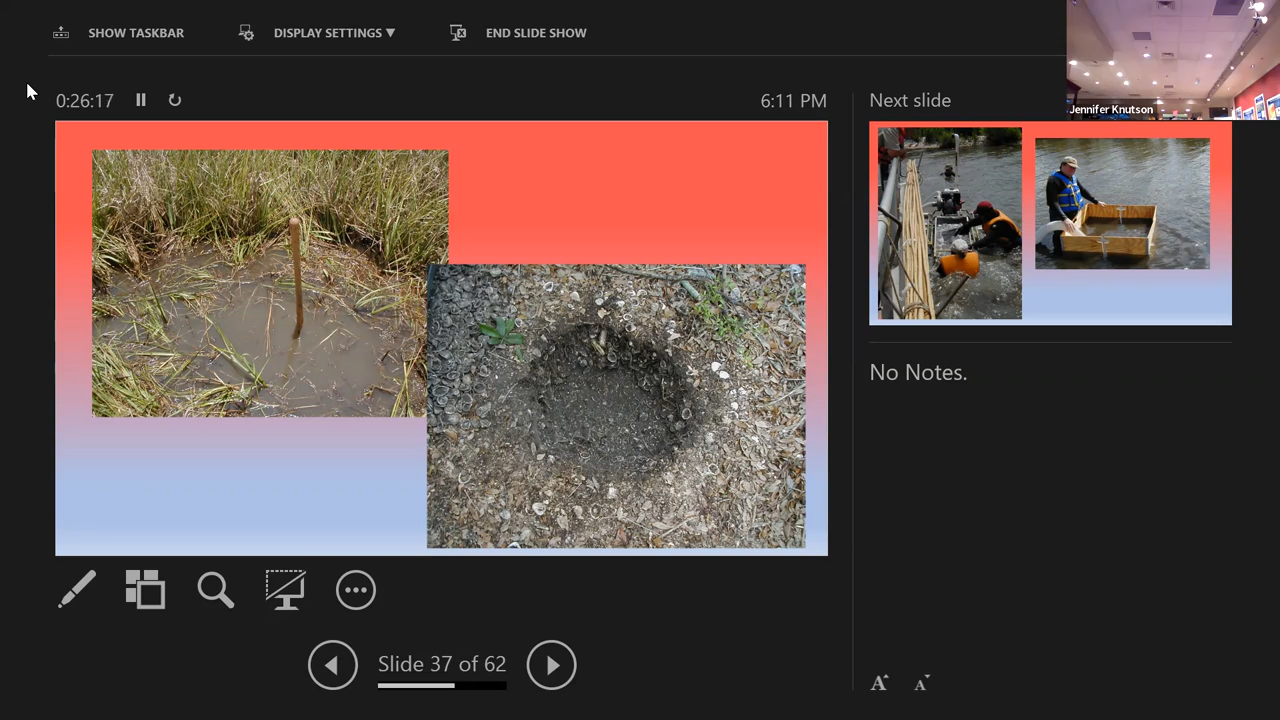 SHOW TASKBAR
DISPLAY SETTINGS ▼
END SLIDE SHOW
Jennifer Knutson
0:26:17
6:11 PM
Next slide
No Notes.
Slide 37 of 62
A A